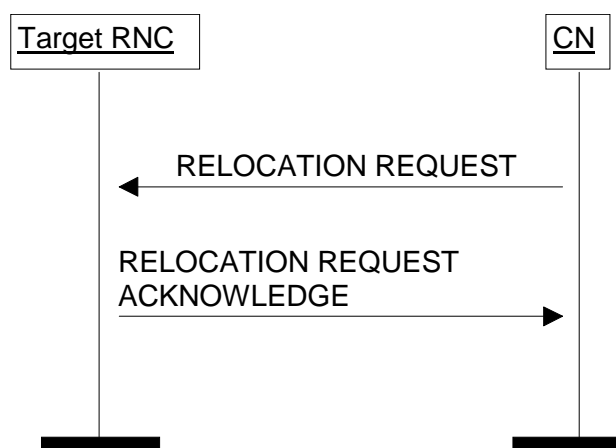 Target RNC
CN
RELOCATION REQUEST
RELOCATION REQUEST
ACKNOWLEDGE